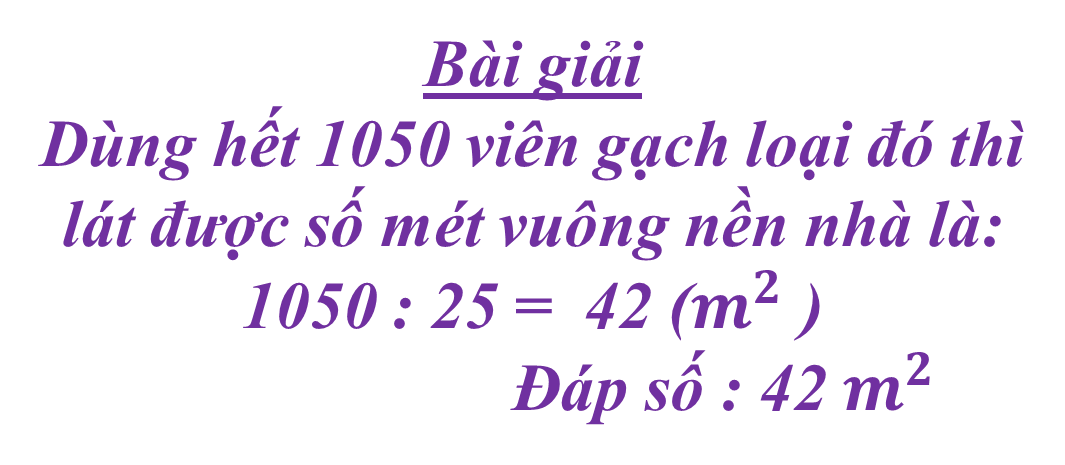 Bài giải
Dùng hết 1050 viên gạch loại đó thì
lát được số mét vuông nền nhà là:
1050 : 25 = 42 (m² )
Đáp số : 42 m²